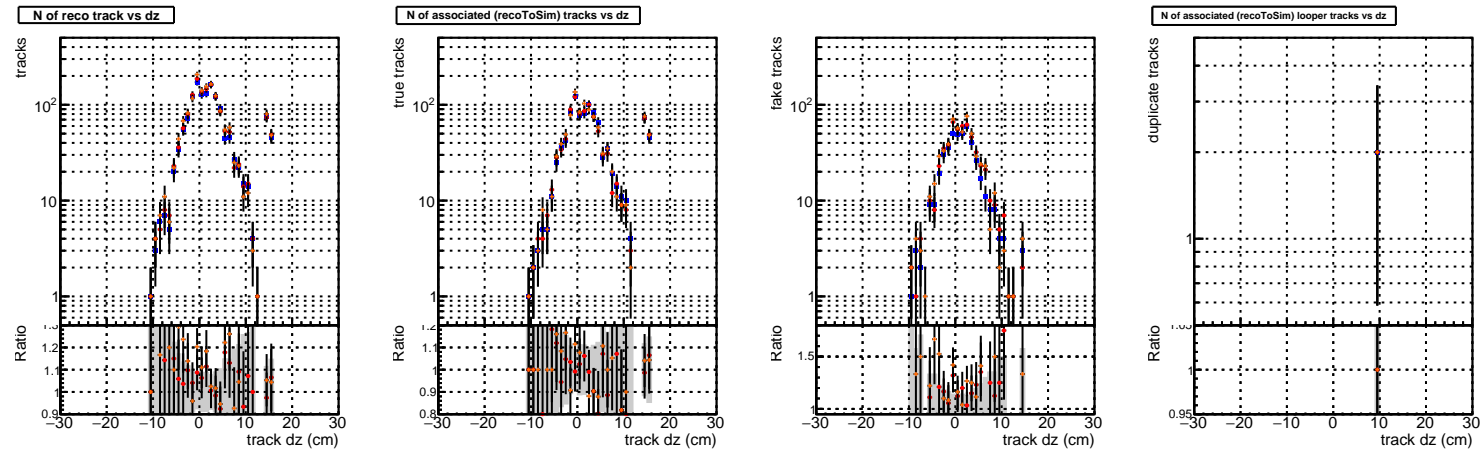 N of reco track vs dz
tracks
10²
10
1
Ratio
1.3
1.2
1.1
1
0.9
−30 −20 −10 0 10 20 30
track dz (cm)
N of associated (recoToSim) tracks vs dz
true tracks
10²
10
1
Ratio
1.2
1.1
1
0.9
0.8
−30 −20 −10 0 10 20 30
track dz (cm)
fake tracks
10²
10
1
Ratio
1.5
1
−30 −20 −10 0 10 20 30
track dz (cm)
N of associated (recoToSim) looper tracks vs dz
duplicate tracks
1
Ratio
1.05
1
0.95
−30 −20 −10 0 10 20 30
track dz (cm)